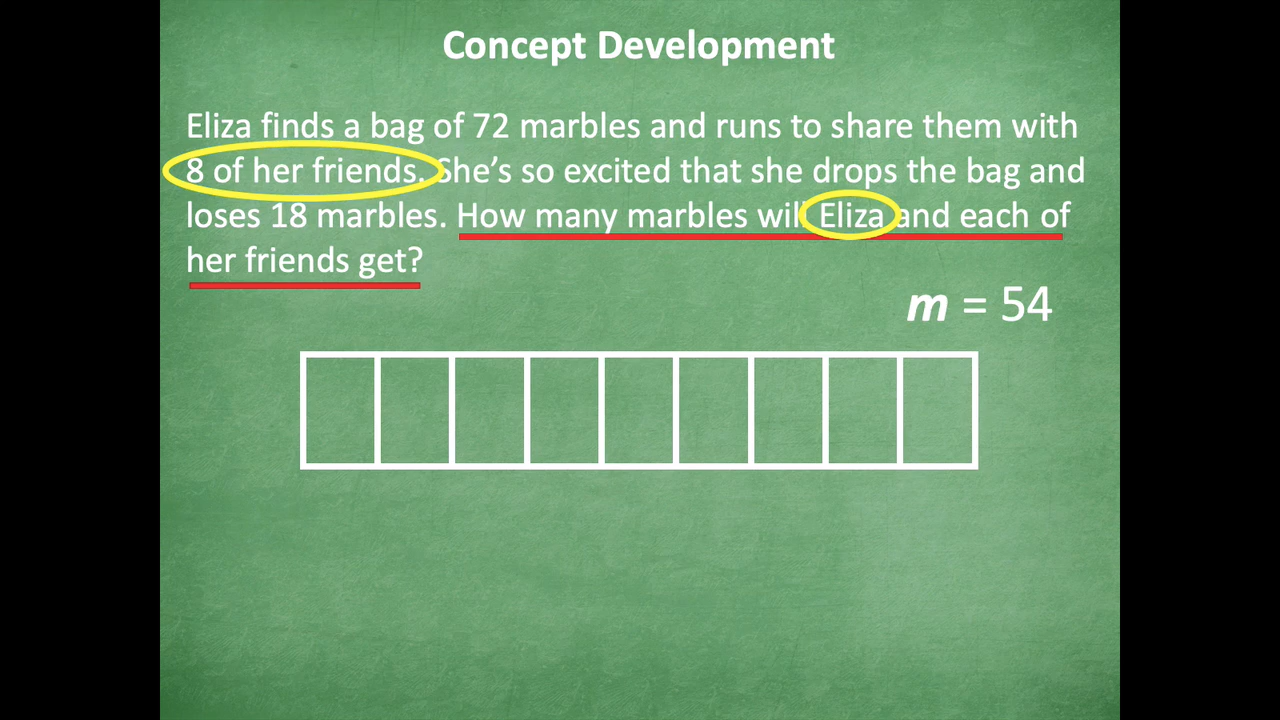 Concept Development
Eliza finds a bag of 72 marbles and runs to share them with
8 of her friends. She’s so excited that she drops the bag and
loses 18 marbles. How many marbles will Eliza and each of
her friends get?
m = 54